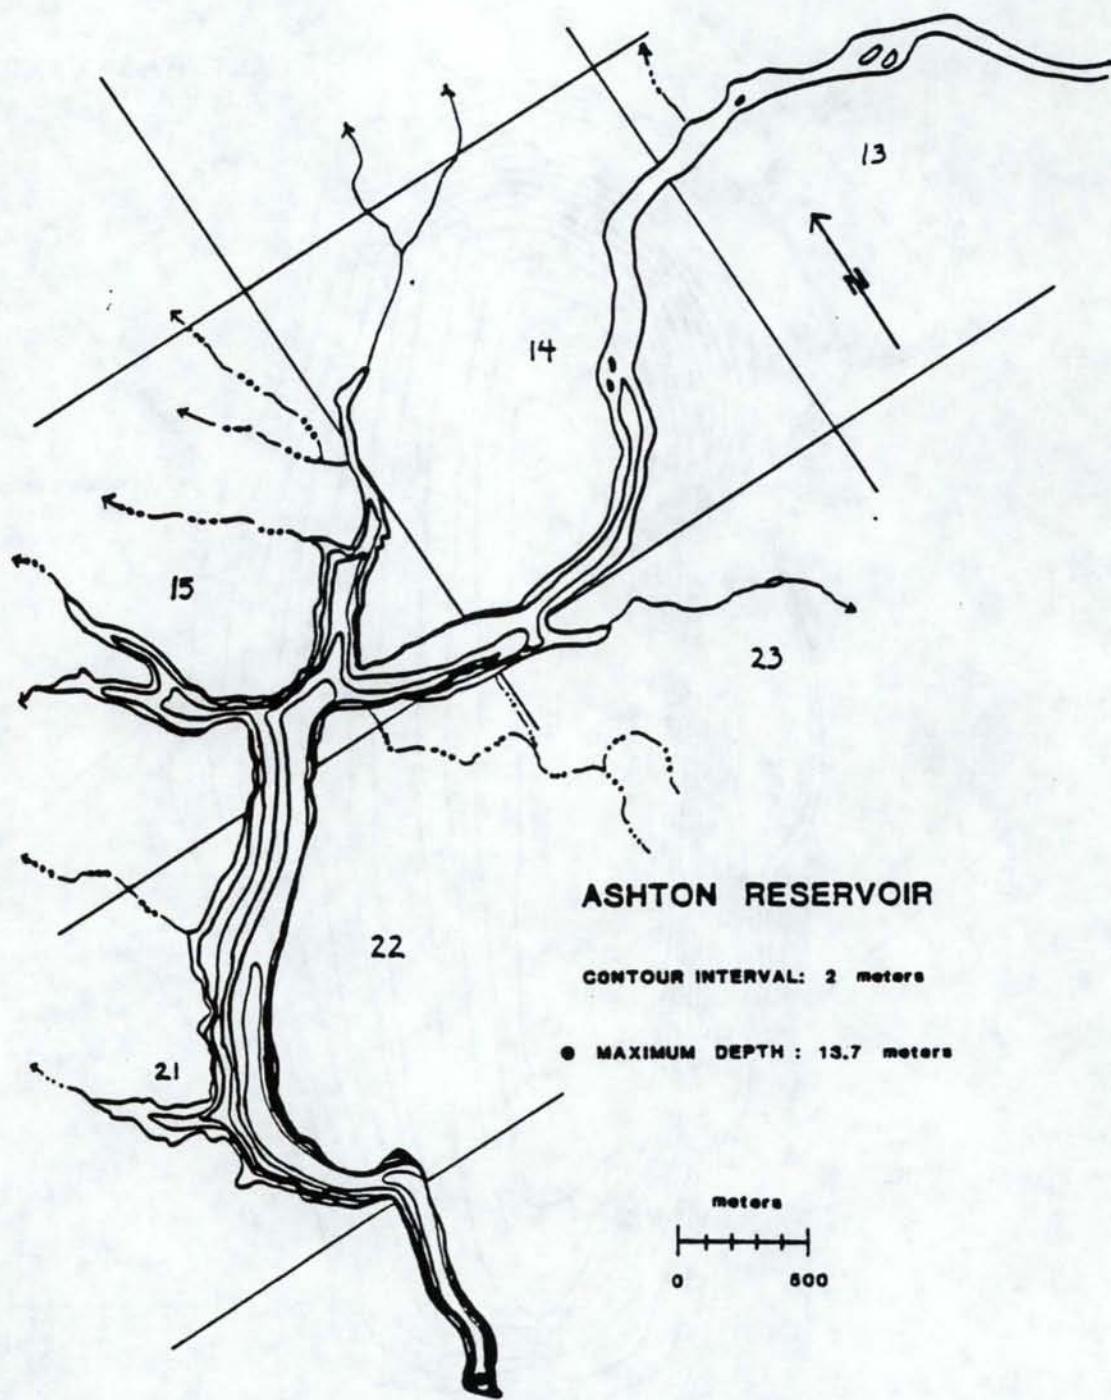 13
N
14
15
23
ASHTON RESERVOIR
22
CONTOUR INTERVAL: 2 meters
MAXIMUM DEPTH : 13.7 meters
21
meters
0 500